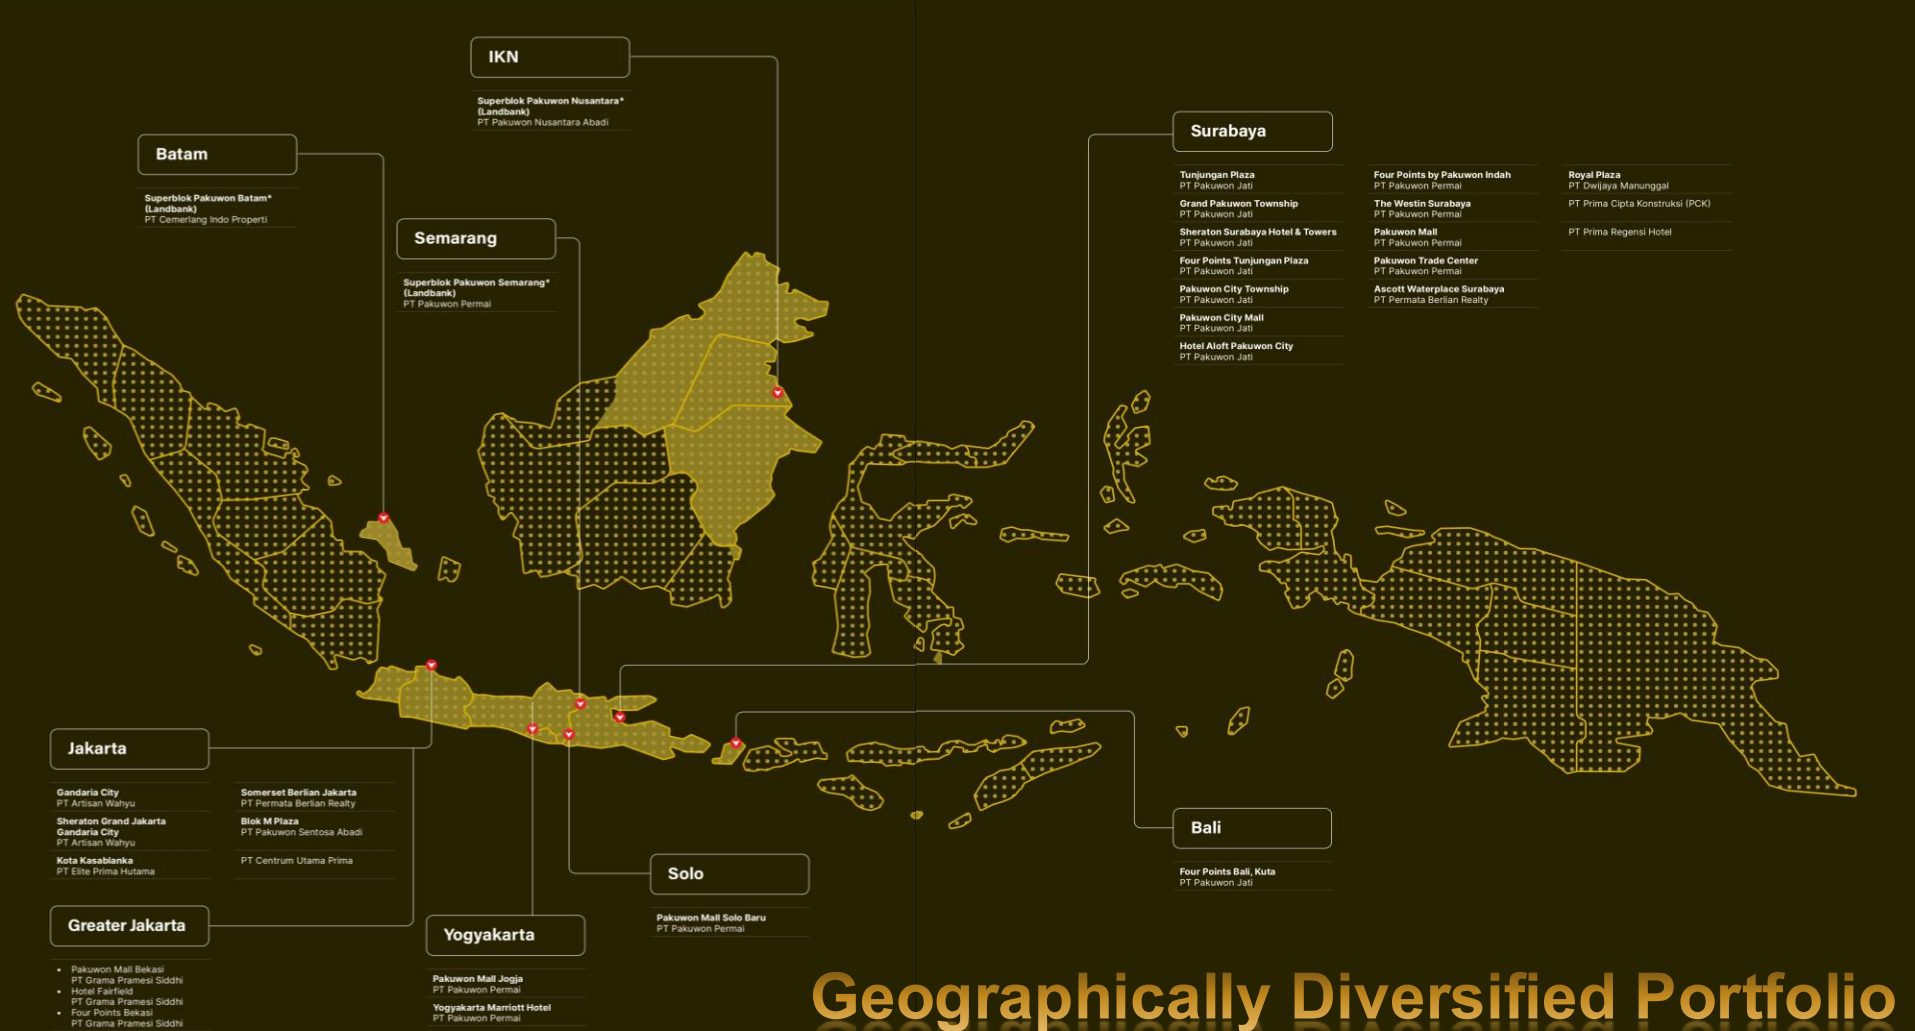 IKN
Superblok Pakuwon Nusantara*
(Landbank)
PT Pakuwon Nusantara Abadi
Batam
Superblok Pakuwon Batam*
(Landbank)
PT Cemerlang Indo Properti
Semarang
Superblok Pakuwon Semarang*
(Landbank)
PT Pakuwon Permai
Surabaya
Tunjungan Plaza
PT Pakuwon Jati
Grand Pakuwon Township
PT Pakuwon Jati
Sheraton Surabaya Hotel & Towers
PT Pakuwon Jati
Four Points Tunjungan Plaza
PT Pakuwon Jati
Pakuwon City Township
PT Pakuwon Jati
Pakuwon City Mall
PT Pakuwon Jati
Hotel Aloft Pakuwon City
PT Pakuwon Jati
Four Points by Pakuwon Indah
PT Pakuwon Permai
The Westin Surabaya
PT Pakuwon Permai
Pakuwon Mall
PT Pakuwon Permai
Pakuwon Trade Center
PT Pakuwon Permai
Ascott Waterplace Surabaya
PT Permata Berlian Realty
Royal Plaza
PT Dwijaya Manunggal
PT Prima Cipta Konstruksi (PCK)
PT Prima Regensi Hotel
Jakarta
Gandaria City
PT Artisan Wahyu
Sheraton Grand Jakarta
Gandaria City
PT Artisan Wahyu
Kota Kasablanka
PT Elite Prima Hutama
Somerset Berlian Jakarta
PT Permata Berlian Realty
Blok M Plaza
PT Pakuwon Sentosa Abadi
PT Centrum Utama Prima
Greater Jakarta
• Pakuwon Mall Bekasi
PT Grama Pramesi Siddhi
• Hotel Fairfield
PT Grama Pramesi Siddhi
• Four Points Bekasi
PT Grama Pramesi Siddhi
Yogyakarta
Pakuwon Mall Jogja
PT Pakuwon Permai
Yogyakarta Marriott Hotel
PT Pakuwon Permai
Solo
Pakuwon Mall Solo Baru
PT Pakuwon Permai
Bali
Four Points Bali, Kuta
PT Pakuwon Jati
Geographically Diversified Portfolio